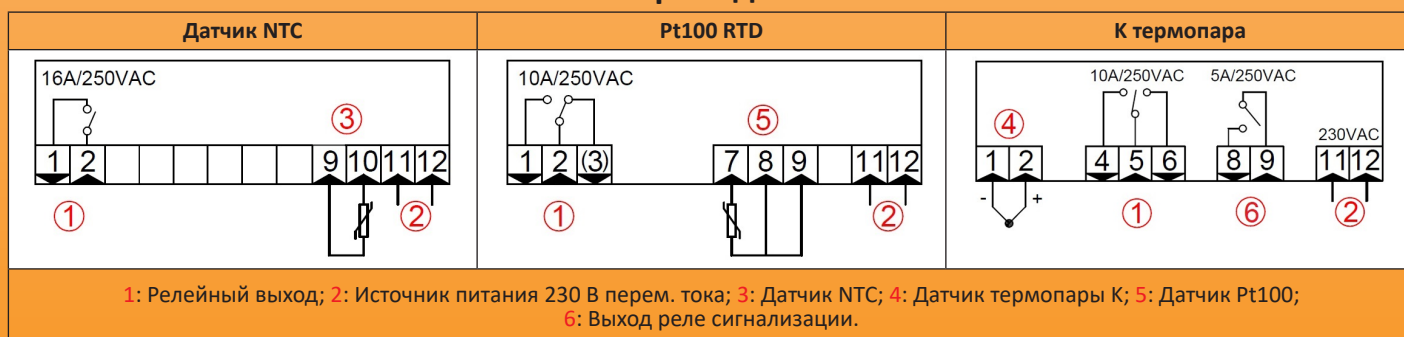 Датчик NTC
Pt100 RTD
К термопара
16A/250VAC
③
1 2 9 10 11 12
①
②
10A/250VAC
⑤
1 2 (3) 7 8 9 11 12
①
②
10A/250VAC 5A/250VAC
④
230VAC
1 2 4 5 6 8 9 11 12
- +
① ⑥ ②
1: Релейный выход; 2: Источник питания 230 В перем. тока; 3: Датчик NTC; 4: Датчик термопары K; 5: Датчик Pt100;
6: Выход реле сигнализации.